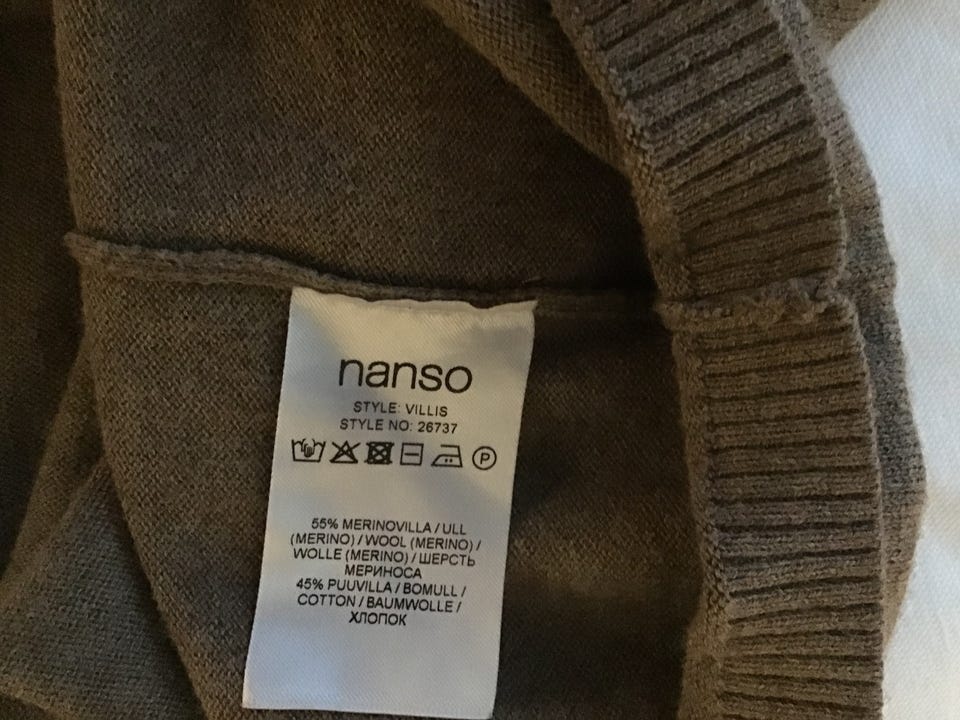 nanso
STYLE: VILLIS
STYLE NO: 26737
P
55% MERINOVILLA / ULL
(MERINO) / WOOL (MERINO) /
WOLLE (MERINO) / ШЕРСТЬ
МЕРИНОСА
45% PUUVILLA / BOMULL /
COTTON / BAUMWOLLE /
ХЛОПОК